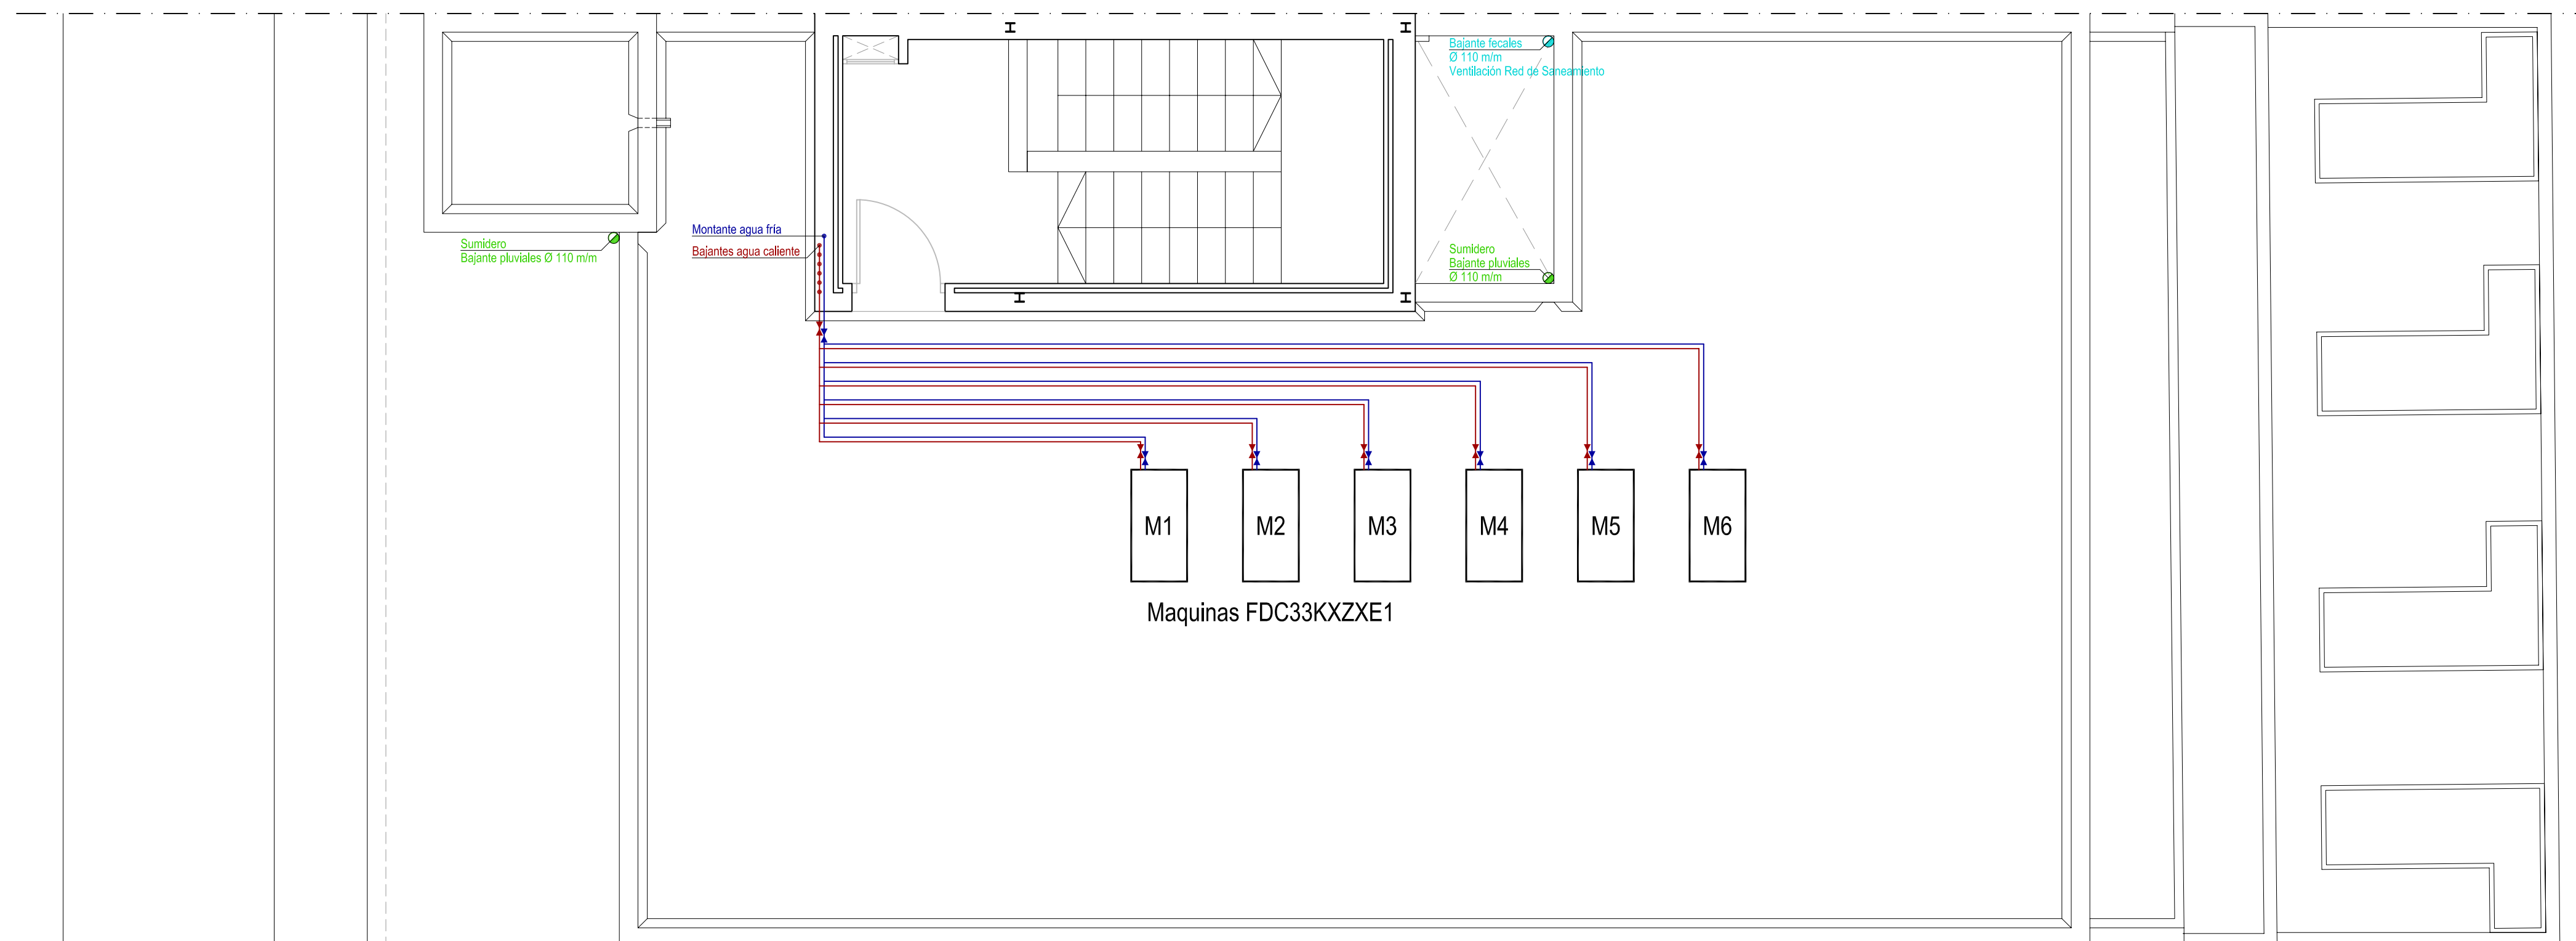 Bajante fecales
Ø 110 m/m
Ventilación Red de Saneamiento
Montante agua fría
Bajantes agua caliente
Sumidero
Bajante pluviales Ø 110 m/m
Sumidero
Bajante pluviales
Ø 110 m/m
M1
M2
M3
M4
M5
M6
Maquinas FDC33KXZXE1